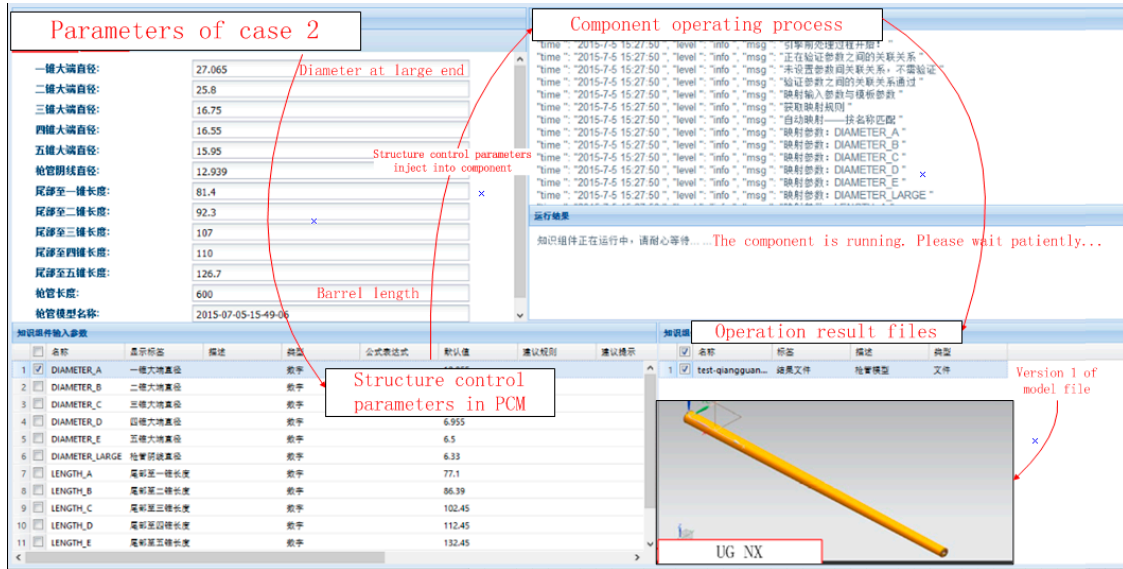 Parameters of case 2
一锥大端直径: 27.065
Diameter at large end
二锥大端直径: 25.8
三锥大端直径: 16.75
四锥大端直径: 16.55
五锥大端直径: 15.95
枪管阴线直径: 12.939
尾部至一锥长度: 81.4
尾部至二锥长度: 92.3
尾部至三锥长度: 107
尾部至四锥长度: 110
尾部至五锥长度: 126.7
枪管长度: 600
Barrel length
枪管模型名称: 2015-07-05-15-49-06
Structure control parameters
inject into component
Component operating process
"time ": "2015-7-5 15:27:50 ", "level ": "info ", "msg ": "引擎前处理过程开启! "
"time ": "2015-7-5 15:27:50 ", "level ": "info ", "msg ": "正在验证参数之间的关联关系 "
"time ": "2015-7-5 15:27:50 ", "level ": "info ", "msg ": "未设置参数间关联关系，不需验证 "
"time ": "2015-7-5 15:27:50 ", "level ": "info ", "msg ": "验证参数之间的关联关系通过 "
"time ": "2015-7-5 15:27:50 ", "level ": "info ", "msg ": "映射输入参数与模板参数 "
"time ": "2015-7-5 15:27:50 ", "level ": "info ", "msg ": "获取映射规则 "
"time ": "2015-7-5 15:27:50 ", "level ": "info ", "msg ": "自动映射——按名称匹配 "
"time ": "2015-7-5 15:27:50 ", "level ": "info ", "msg ": "映射参数：DIAMETER_A "
"time ": "2015-7-5 15:27:50 ", "level ": "info ", "msg ": "映射参数：DIAMETER_B "
"time ": "2015-7-5 15:27:50 ", "level ": "info ", "msg ": "映射参数：DIAMETER_C "
"time ": "2015-7-5 15:27:50 ", "level ": "info ", "msg ": "映射参数：DIAMETER_D "
"time ": "2015-7-5 15:27:50 ", "level ": "info ", "msg ": "映射参数：DIAMETER_E "
"time ": "2015-7-5 15:27:50 ", "level ": "info ", "msg ": "映射参数：DIAMETER_LARGE "
运行结果
知识组件正在运行中，请耐心等待......The component is running. Please wait patiently...
知识组件输入参数
名称 显示标签 描述 类型 公式表达式 默认值 建议规则 建议提示
1 DIAMETER_A 一锥大端直径 数字
2 DIAMETER_B 二锥大端直径 数字
3 DIAMETER_C 三锥大端直径 数字
4 DIAMETER_D 四锥大端直径 数字 6.955
5 DIAMETER_E 五锥大端直径 数字 6.5
6 DIAMETER_LARGE 枪管阴线直径 数字 6.33
7 LENGTH_A 尾部至一锥长度 数字 77.1
8 LENGTH_B 尾部至二锥长度 数字 86.39
9 LENGTH_C 尾部至三锥长度 数字 102.45
10 LENGTH_D 尾部至四锥长度 数字 112.45
11 LENGTH_E 尾部至五锥长度 数字 132.45
Structure control
parameters in PCM
知识组
Operation result files
名称 标签 描述 类型
1 test-qiangguan... 结果文件 枪管模型 文件
Version 1 of
model file
UG NX